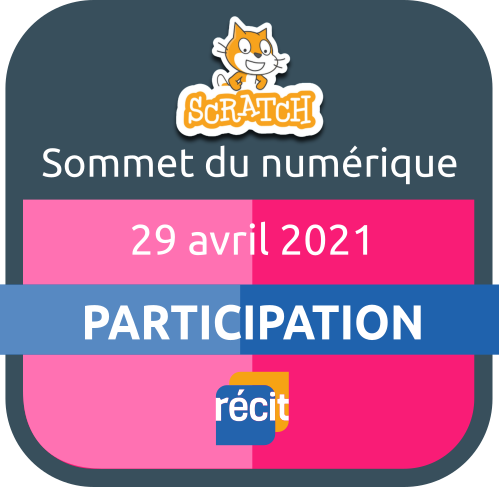 SCRATCH
Sommet du numérique
29 avril 2021
PARTICIPATION
récit